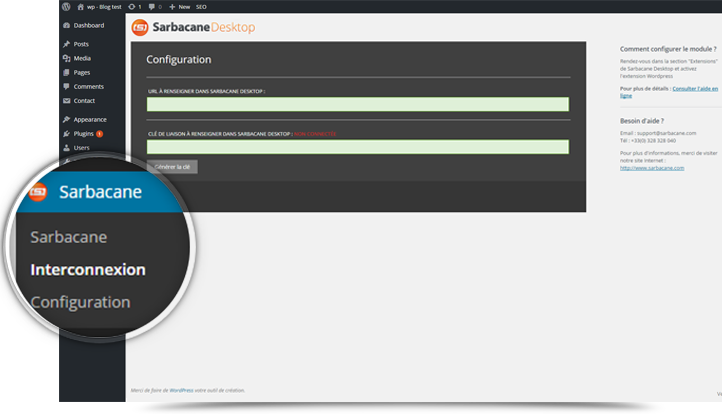 wp - Blog test 1 0 New SEO
Dashboard
Posts
Media
Pages
Comments
Contact
Appearance
Plugins 1
Users
Sarbacane
Sarbacane
Interconnexion
Configuration
SarbacaneDesktop
Configuration
URL À RENSEIGNER DANS SARBACANE DESKTOP :
CLÉ DE LIAISON À RENSEIGNER DANS SARBACANE DESKTOP : NON CONNECTÉE
Générer la clé
Comment configurer le module ?
Rendez-vous dans la section "Extensions"
de Sarbacane Desktop et activez
l'extension Wordpress
Pour plus de détails : Consulter l'aide en
ligne
Besoin d'aide ?
Email : support@sarbacane.com
Tél : +33(0) 328 328 040
Pour plus d'informations, merci de visiter
notre site internet :
http://www.sarbacane.com
Merci de faire de WordPress votre outil de création.